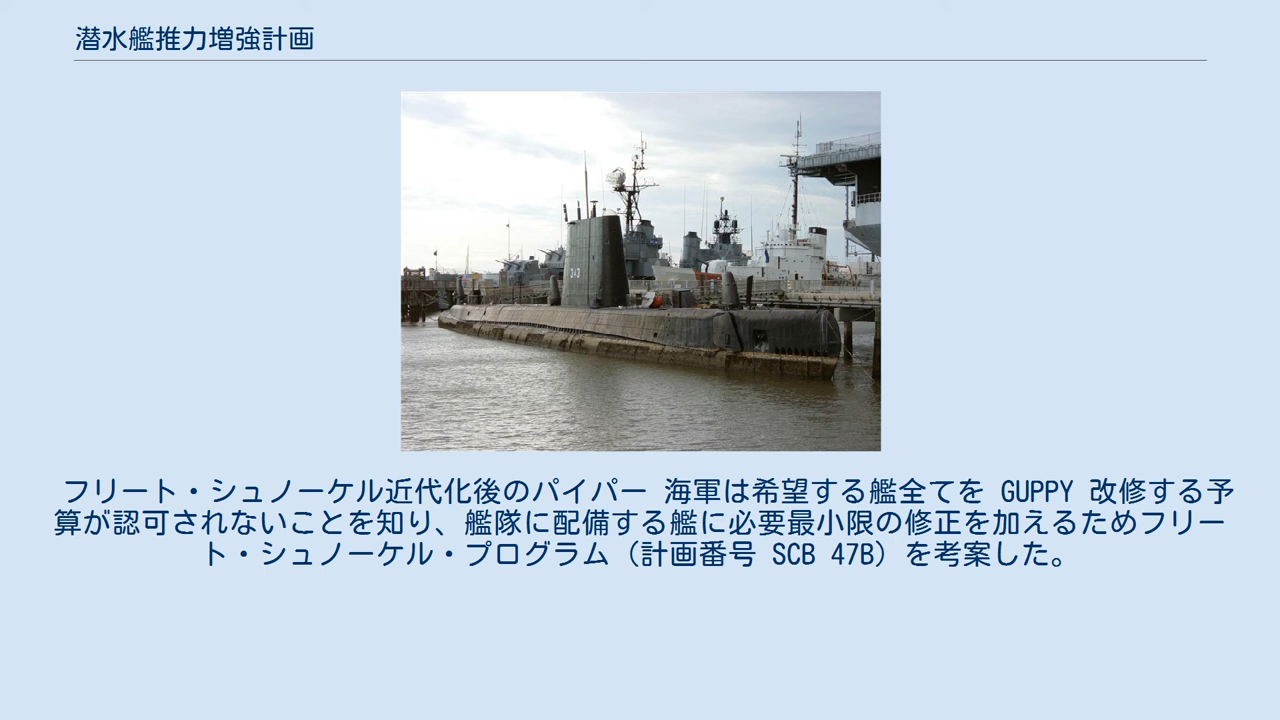 潜水艦推力増強計画
343
フリート・シュノーケル近代化後のパイパー 海軍は希望する艦全てを GUPPY 改修する予
算が認可されないことを知り、艦隊に配備する艦に必要最小限の修正を加えるためフリー
ト・シュノーケル・プログラム（計画番号 SCB 47B）を考案した。